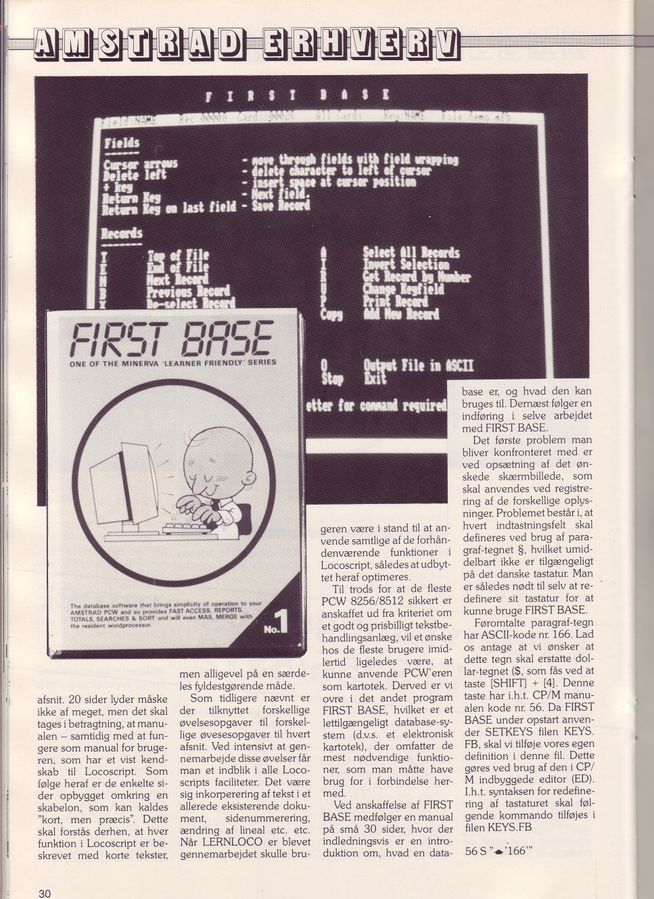 AMSTRAD ERHVERV
FIRST BASE
Fields
Cursor arrows - move through fields with field wrapping
Delete left - delete character to left of cursor
+ key - insert space at cursor position
Return Key - Next field.
Return Key on last field - Save Record
Records
T Top of File A Select All Records
E End of File I Invert Selection
N Next Record R Get Record by Number
B Previous Record U Change Keyfield
X De-select Record P Print Record
Copy Add New Record
O Output File in ASCII
Stop Exit
etter for command required
FIRST BASE
ONE OF THE MINERVA 'LEARNER FRIENDLY' SERIES
The database software that brings simplicity of operation to your
AMSTRAD PCW and so provides FAST ACCESS, REPORTS,
TOTALS, SEARCHES & SORT and will even MAIL MERGE with
the resident wordprocessor.
No.1
afsnit. 20 sider lyder måske
ikke af meget, men det skal
tages i betragtning, at manu-
alen – samtidig med at fun-
gere som manual for bruge-
ren, som har et vist kend-
skab til Locoscript. Som
følge heraf er de enkelte si-
der opbygget omkring en
skabelon, som kan kaldes
"kort, men præcis". Dette
skal forstås derhen, at hver
funktion i Locoscript er be-
skrevet med korte tekster,
men alligevel på en særde-
les fyldestgørende måde.
Som tidligere nævnt er
der tilknyttet forskellige
øvelsesopgaver til forskel-
lige øvesesopgaver til hvert
afsnit. Ved intensivt at gen-
nemarbejde disse øvelser får
man et indblik i alle Loco-
scripts faciliteter. Det være
sig inkorperering af tekst i et
allerede eksisterende doku-
ment, sidenummerering,
ændring af lineal etc. etc.
Når LERNLOCO er blevet
gennemarbejdet skulle bru-
geren være i stand til at an-
vende samtlige af de forhån-
denværende funktioner i
Locoscript, således at udbyt-
tet heraf optimeres.
Til trods for at de fleste
PCW 8256/8512 sikkert er
anskaffet ud fra kriteriet om
et godt og prisbilligt tekstbe-
handlingsanlæg, vil et ønske
hos de fleste brugere imid-
lertid ligeledes være, at
kunne anvende PCW'eren
som kartotek. Derved er vi
ovre i det andet program
FIRST BASE, hvilket er et
lettilgængeligt database-sy-
stem (d.v.s. et elektronisk
kartotek), der omfatter de
mest nødvendige funktio-
ner, som man måtte have
brug for i forbindelse her-
med.
Ved anskaffelse af FIRST
BASE medfølger en manual
på små 30 sider, hvor der
indledningsvis er en intro-
duktion om, hvad en data-
base er, og hvad den kan
bruges til. Dernæst følger en
indføring i selve arbejdet
med FIRST BASE.
Det første problem man
bliver konfronteret med er
ved opsætning af det øn-
skede skærmbillede, som
skal anvendes ved registre-
ring af de forskellige oplys-
ninger. Problemet består i, at
hvert indtastningsfelt skal
defineres ved brug af para-
graf-tegnet §, hvilket umid-
delbart ikke er tilgængeligt
på det danske tastatur. Man
er således nødt til selv at re-
definere sit tastatur for at
kunne bruge FIRST BASE.
Føromtalte paragraf-tegn
har ASCII-kode nr. 166. Lad
os antage at vi ønsker at
dette tegn skal erstatte dol-
lar-tegnet ($, som fås ved at
taste [SHIFT] + [4]. Denne
taste har i.h.t. CP/M manu-
alen kode nr. 56. Da FIRST
BASE under opstart anven-
der SETKEYS filen KEYS.
FB, skal vi tilføje vores egen
definition i denne fil. Dette
gøres ved brug af den i CP/
M indbyggede editor (ED).
I.h.t. syntaksen for redefine-
ring af tastaturet skal føl-
gende kommando tilføjes i
filen KEYS.FB
56 S "↑'166'"
30